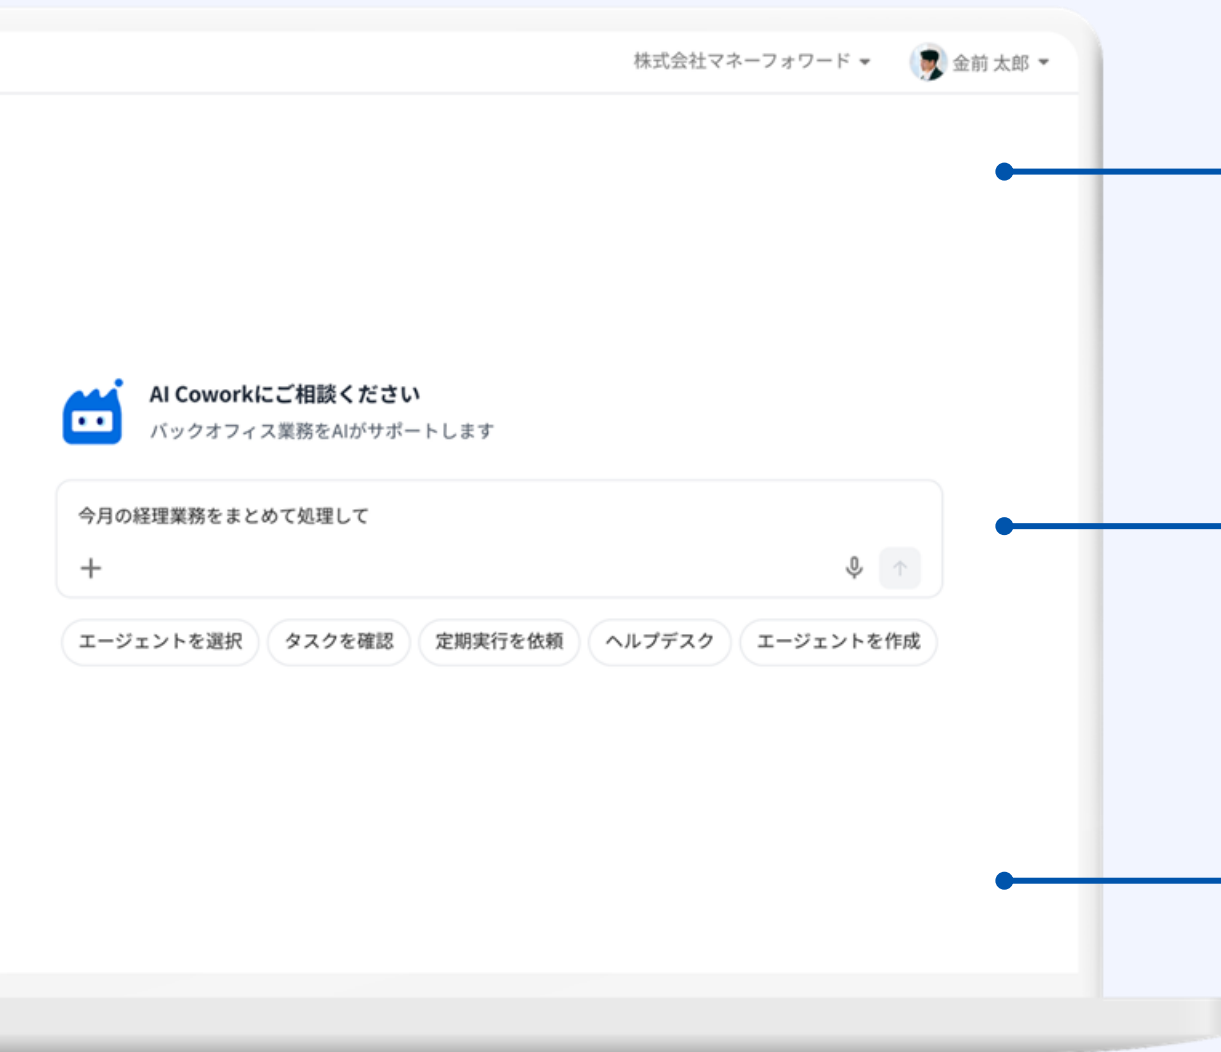 株式会社マネーフォワード
金前 太郎
AI Coworkにご相談ください
バックオフィス業務をAIがサポートします
今月の経理業務をまとめて処理して
エージェントを選択 タスクを確認 定期実行を依頼 ヘルプデスク エージェントを作成